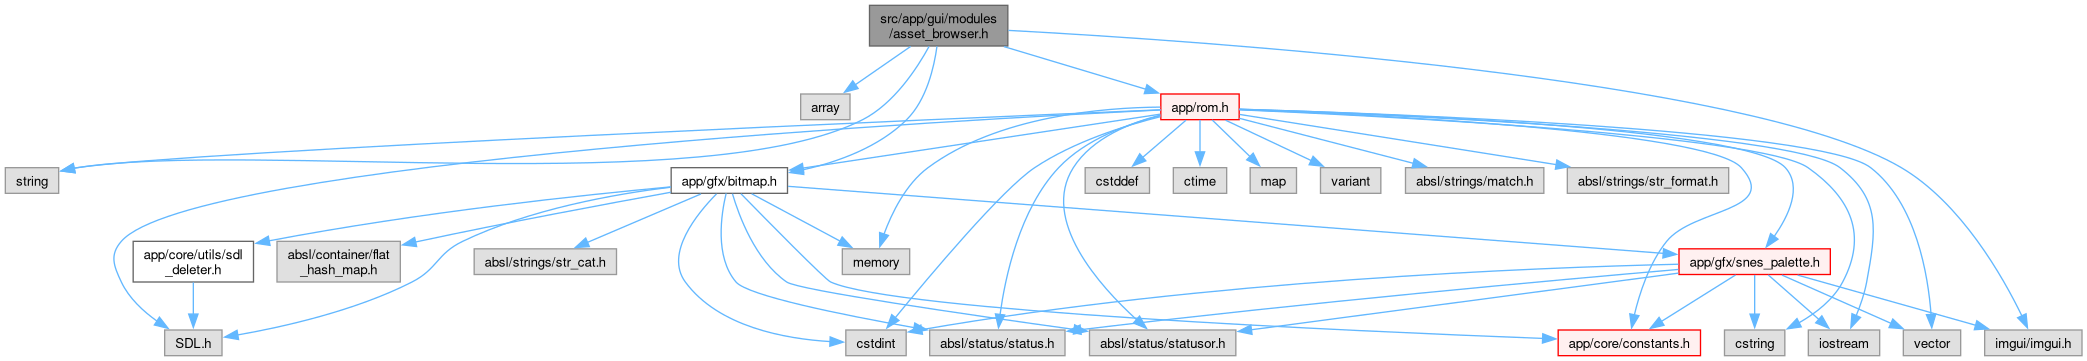 src/app/gui/modules
/asset_browser.h
array
app/rom.h
string
app/gfx/bitmap.h
cstddef
ctime
map
variant
absl/strings/match.h
absl/strings/str_format.h
app/core/utils/sdl
_deleter.h
absl/container/flat
_hash_map.h
absl/strings/str_cat.h
memory
app/gfx/snes_palette.h
SDL.h
cstdint
absl/status/status.h
absl/status/statusor.h
app/core/constants.h
cstring
iostream
vector
imgui/imgui.h